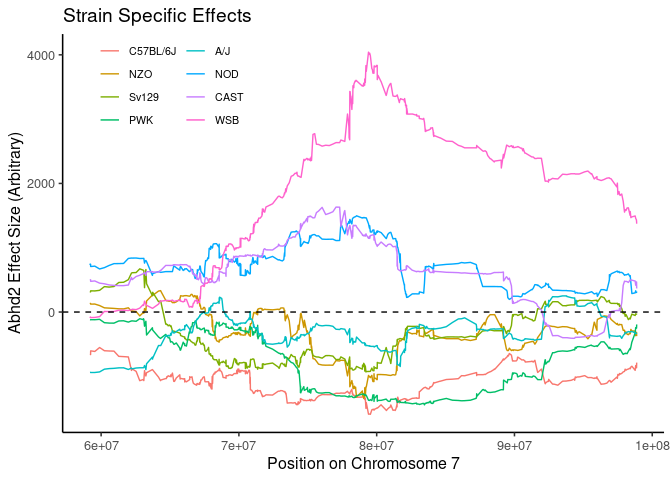 Strain Specific Effects
C57BL/6J A/J
NZO NOD
Sv129 CAST
PWK WSB
4000
2000
0
Abhd2 Effect Size (Arbitrary)
6e+07 7e+07 8e+07 9e+07 1e+08
Position on Chromosome 7